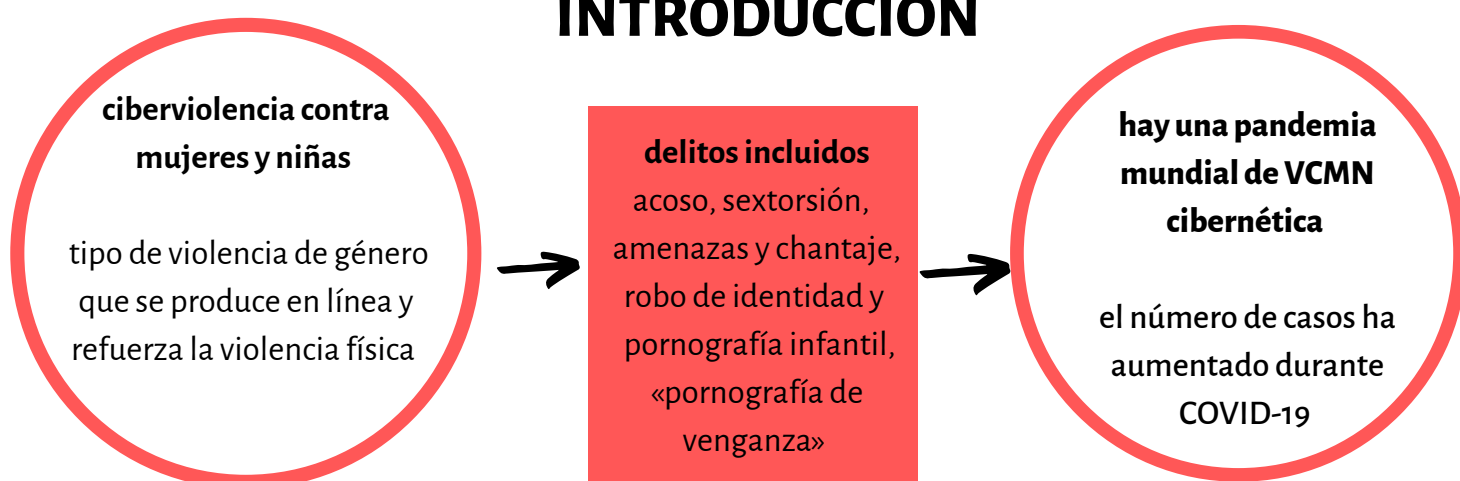 INTRODUCCIÓN
ciberviolencia contra
mujeres y niñas
tipo de violencia de género
que se produce en línea y
refuerza la violencia física
delitos incluidos
acoso, sextorsión,
amenazas y chantaje,
robo de identidad y
pornografía infantil,
«pornografía de
venganza»
hay una pandemia
mundial de VCMN
cibernética
el número de casos ha
aumentado durante
COVID-19